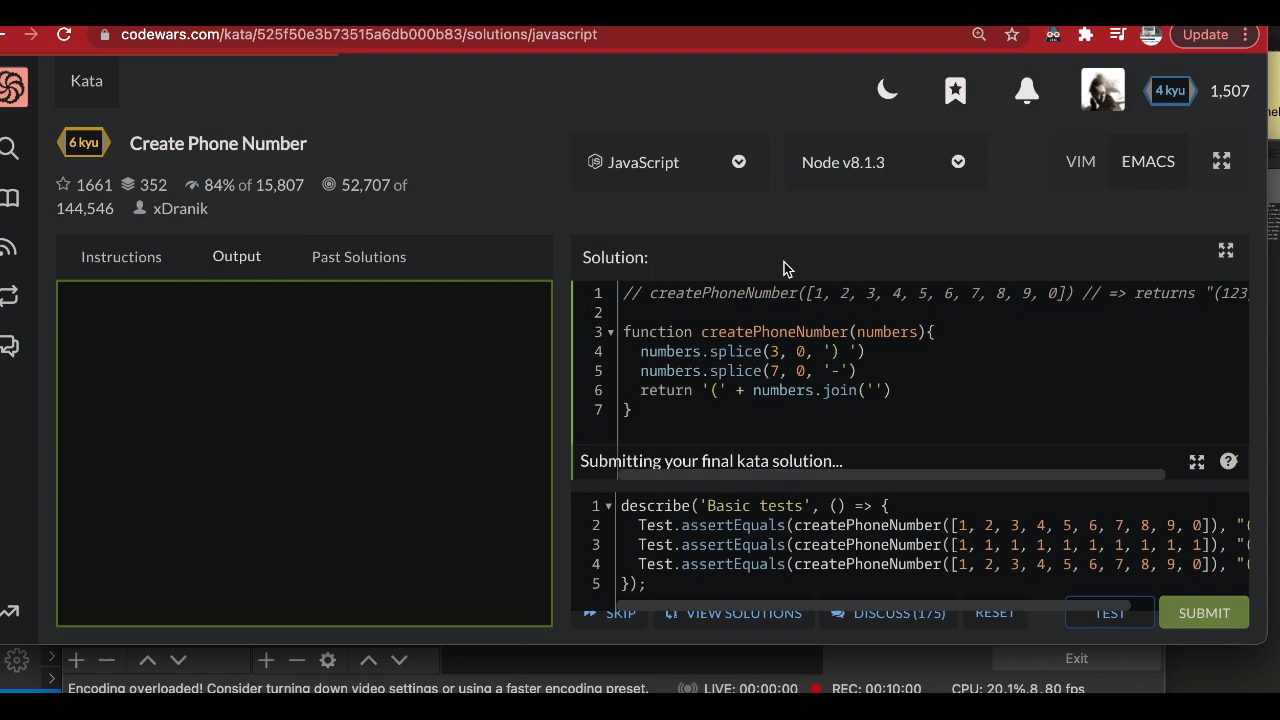 codewars.com/kata/525f50e3b73515a6db000b83/solutions/javascript
Update
Kata
4 kyu 1,507
6 kyu Create Phone Number
1661 352 84% of 15,807 52,707 of
144,546 xDranik
JavaScript Node v8.1.3 VIM EMACS
Instructions Output Past Solutions
Solution:
1 // createPhoneNumber([1, 2, 3, 4, 5, 6, 7, 8, 9, 0]) // => returns "(123
2
3 function createPhoneNumber(numbers){
4 numbers.splice(3, 0, ') ')
5 numbers.splice(7, 0, '-')
6 return '(' + numbers.join('')
7 }
Submitting your final kata solution...
1 describe('Basic tests', () => {
2 Test.assertEquals(createPhoneNumber([1, 2, 3, 4, 5, 6, 7, 8, 9, 0]), "(
3 Test.assertEquals(createPhoneNumber([1, 1, 1, 1, 1, 1, 1, 1, 1, 1]), "(
4 Test.assertEquals(createPhoneNumber([1, 2, 3, 4, 5, 6, 7, 8, 9, 0]), "(
5 });
SKIP VIEW SOLUTIONS DISCUSS (175) RESET TEST SUBMIT
Exit
Encoding overloaded! Consider turning down video settings or using a faster encoding preset. LIVE: 00:00:00 REC: 00:10:00 CPU: 20.1%, 8.80 fps